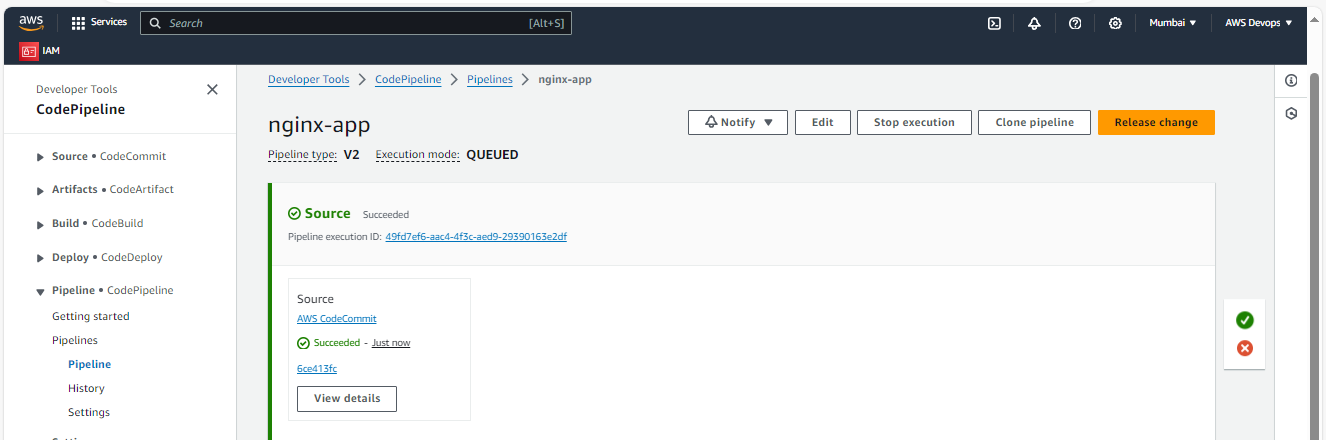 aws
Services
Search
[Alt+S]
Mumbai
AWS Devops
IAM
Developer Tools
CodePipeline
Source • CodeCommit
Artifacts • CodeArtifact
Build • CodeBuild
Deploy • CodeDeploy
Pipeline • CodePipeline
Getting started
Pipelines
Pipeline
History
Settings
Developer Tools > CodePipeline > Pipelines > nginx-app
nginx-app
Notify
Edit
Stop execution
Clone pipeline
Release change
Pipeline type: V2 Execution mode: QUEUED
Source Succeeded
Pipeline execution ID: 49fd7ef6-aac4-4f3c-aed9-29390163e2df
Source
AWS CodeCommit
Succeeded - Just now
6ce413fc
View details